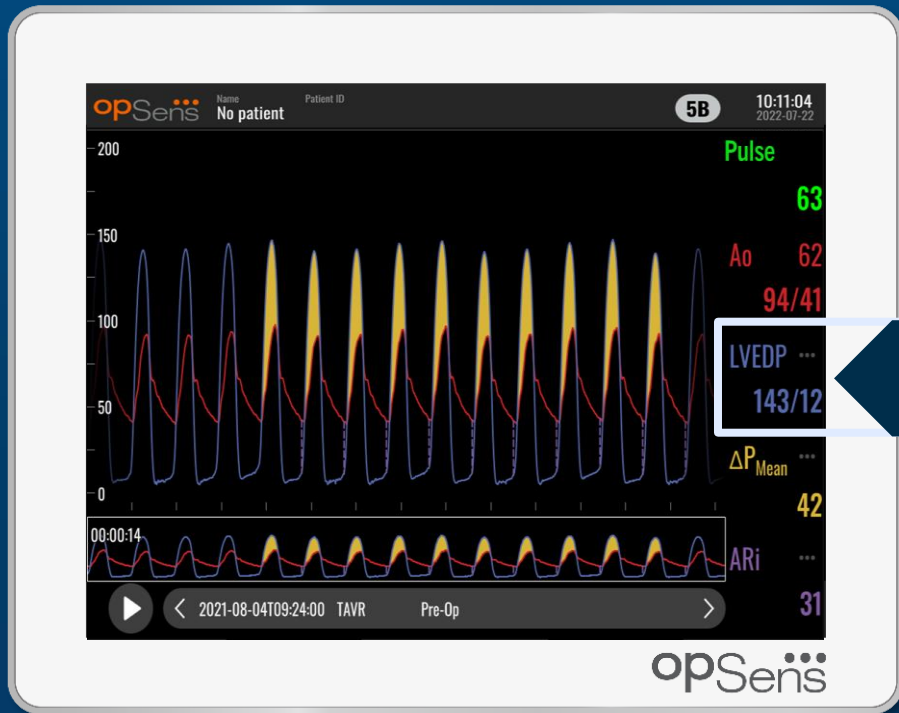 opSens Name Patient ID 5B 10:11:04
No patient 2022-07-22
200
150
100
50
0
Pulse
63
Ao 62
94/41
LVEDP ...
143/12
ΔPMean ...
42
ARi ...
31
00:00:14
2021-08-04T09:24:00 TAVR Pre-Op
opSens